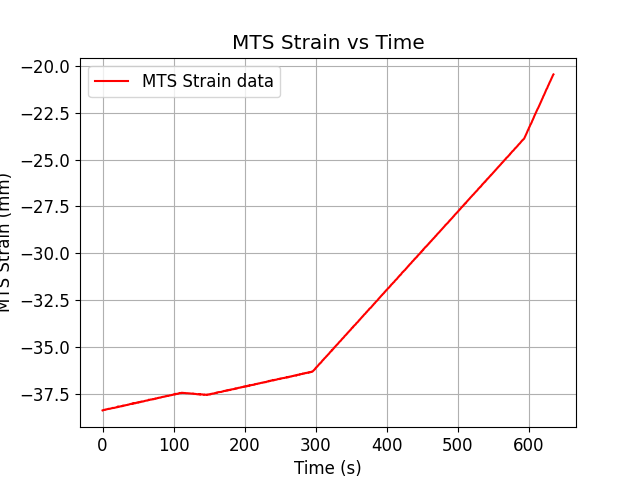 MTS Strain vs Time
MTS Strain data
−20.0
−22.5
−25.0
−27.5
−30.0
−32.5
−35.0
−37.5
MTS Strain (mm)
0 100 200 300 400 500 600
Time (s)